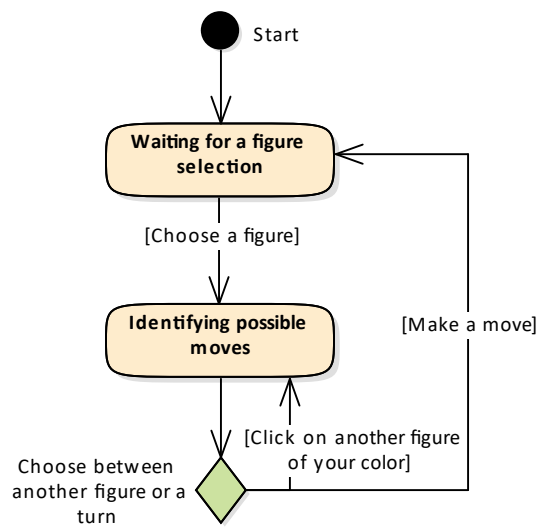 Start
Waiting for a figure
selection
[Choose a figure]
Identifying possible
moves
[Make a move]
[Click on another figure
of your color]
Choose between
another figure or a
turn